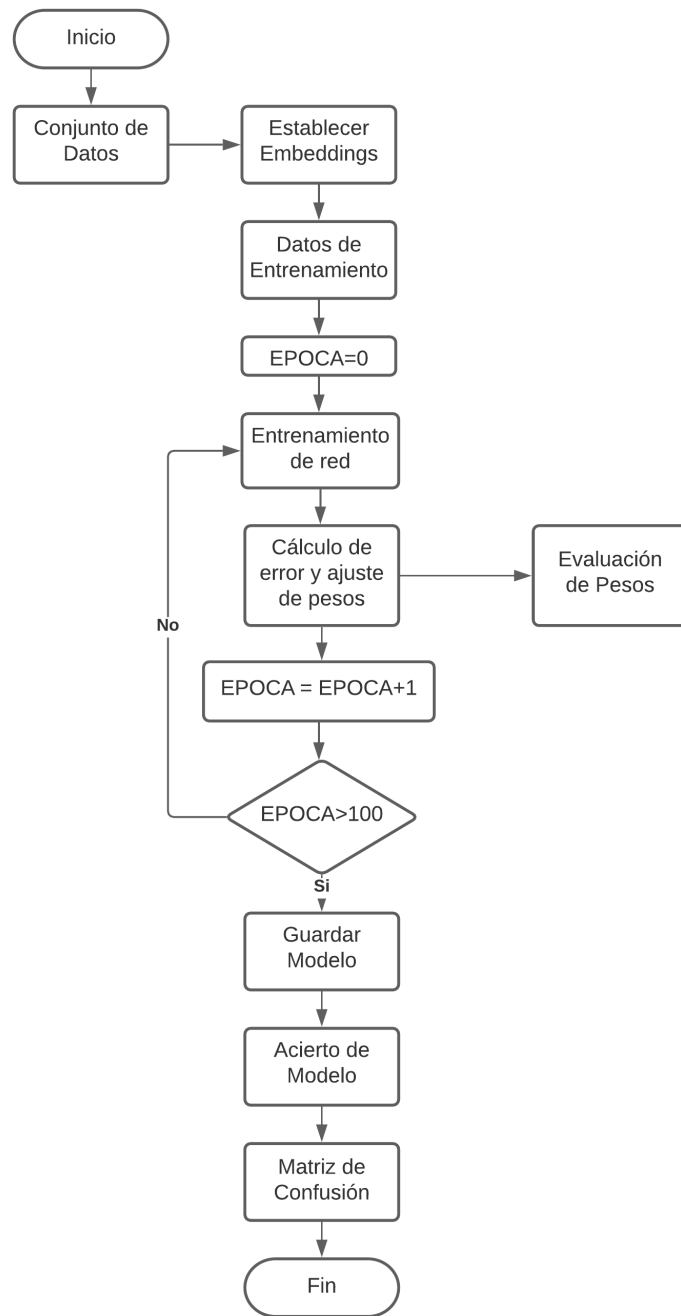 Inicio
Conjunto de
Datos
Establecer
Embeddings
Datos de
Entrenamiento
EPOCA=0
Entrenamiento
de red
Cálculo de
error y ajuste
de pesos
Evaluación
de Pesos
No
EPOCA = EPOCA+1
EPOCA>100
Si
Guardar
Modelo
Acierto de
Modelo
Matriz de
Confusión
Fin